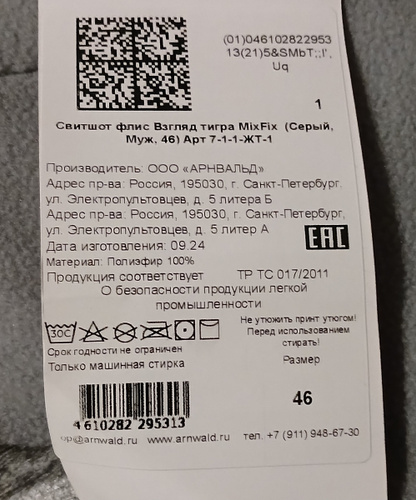 (01)046102822953
13(21)5&SMbT;;l',
Uq
1
Свитшот флис Взгляд тигра MixFix (Серый,
Муж, 46) Арт 7-1-1-ЖТ-1
Производитель: ООО «АРНВАЛЬД»
Адрес пр-ва: Россия, 195030, г. Санкт-Петербург,
ул. Электропультовцев, д. 5 литера Б
Адрес пр-ва: Россия, 195030, г. Санкт-Петербург,
ул. Электропультовцев, д. 5 литер А
Дата изготовления: 09.24
EAC
Материал: Полиэфир 100%
Продукция соответствует ТР ТС 017/2011
О безопасности продукции легкой
промышленности
30С
Срок годности не ограничен
Только машинная стирка
Не утюжить принт утюгом!
Перед использованием
стирать!
Размер
46
4 610282 295313
op@arnwald.ru www.arnwald.ru тел. +7 (911) 948-67-30